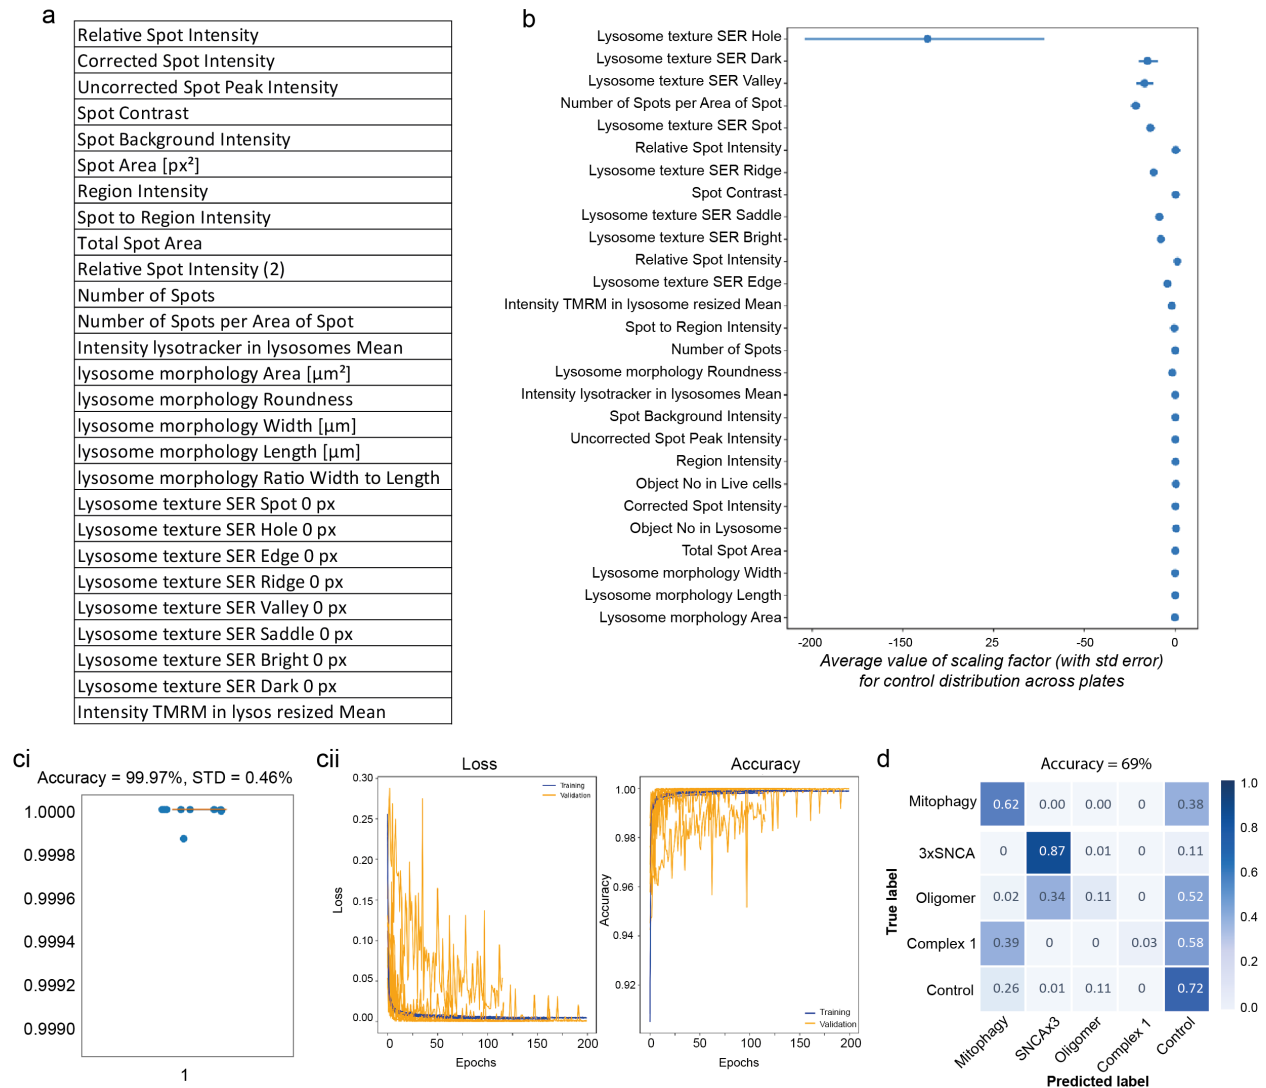 a
Relative Spot Intensity
Corrected Spot Intensity
Uncorrected Spot Peak Intensity
Spot Contrast
Spot Background Intensity
Spot Area [px²]
Region Intensity
Spot to Region Intensity
Total Spot Area
Relative Spot Intensity (2)
Number of Spots
Number of Spots per Area of Spot
Intensity lysotracker in lysosomes Mean
lysosome morphology Area [µm²]
lysosome morphology Roundness
lysosome morphology Width [µm]
lysosome morphology Length [µm]
lysosome morphology Ratio Width to Length
Lysosome texture SER Spot 0 px
Lysosome texture SER Hole 0 px
Lysosome texture SER Edge 0 px
Lysosome texture SER Ridge 0 px
Lysosome texture SER Valley 0 px
Lysosome texture SER Saddle 0 px
Lysosome texture SER Bright 0 px
Lysosome texture SER Dark 0 px
Intensity TMRM in lysos resized Mean
b
Lysosome texture SER Hole
Lysosome texture SER Dark
Lysosome texture SER Valley
Number of Spots per Area of Spot
Lysosome texture SER Spot
Relative Spot Intensity
Lysosome texture SER Ridge
Spot Contrast
Lysosome texture SER Saddle
Lysosome texture SER Bright
Relative Spot Intensity
Lysosome texture SER Edge
Intensity TMRM in lysosome resized Mean
Spot to Region Intensity
Number of Spots
Lysosome morphology Roundness
Intensity lysotracker in lysosomes Mean
Spot Background Intensity
Uncorrected Spot Peak Intensity
Region Intensity
Object No in Live cells
Corrected Spot Intensity
Object No in Lysosome
Total Spot Area
Lysosome morphology Width
Lysosome morphology Length
Lysosome morphology Area
-200 -150 25 -50 0
Average value of scaling factor (with std error)
for control distribution across plates
ci
Accuracy = 99.97%, STD = 0.46%
1.0000
0.9998
0.9996
0.9994
0.9992
0.9990
1
cii
Loss
Training
Validation
0.30
0.25
0.20
0.15
0.10
0.05
0.00
Loss
0 50 100 150 200
Epochs
Accuracy
1.00
0.98
0.96
0.94
0.92
Accuracy
Training
Validation
0 50 100 150 200
Epochs
d
Accuracy = 69%
True label
Mitophagy 0.62 0.00 0.00 0 0.38
3xSNCA 0 0.87 0.01 0 0.11
Oligomer 0.02 0.34 0.11 0 0.52
Complex 1 0.39 0 0 0.03 0.58
Control 0.26 0.01 0.11 0 0.72
Mitophagy SNCAx3 Oligomer Complex 1 Control
Predicted label
1.0
0.8
0.6
0.4
0.2
0.0